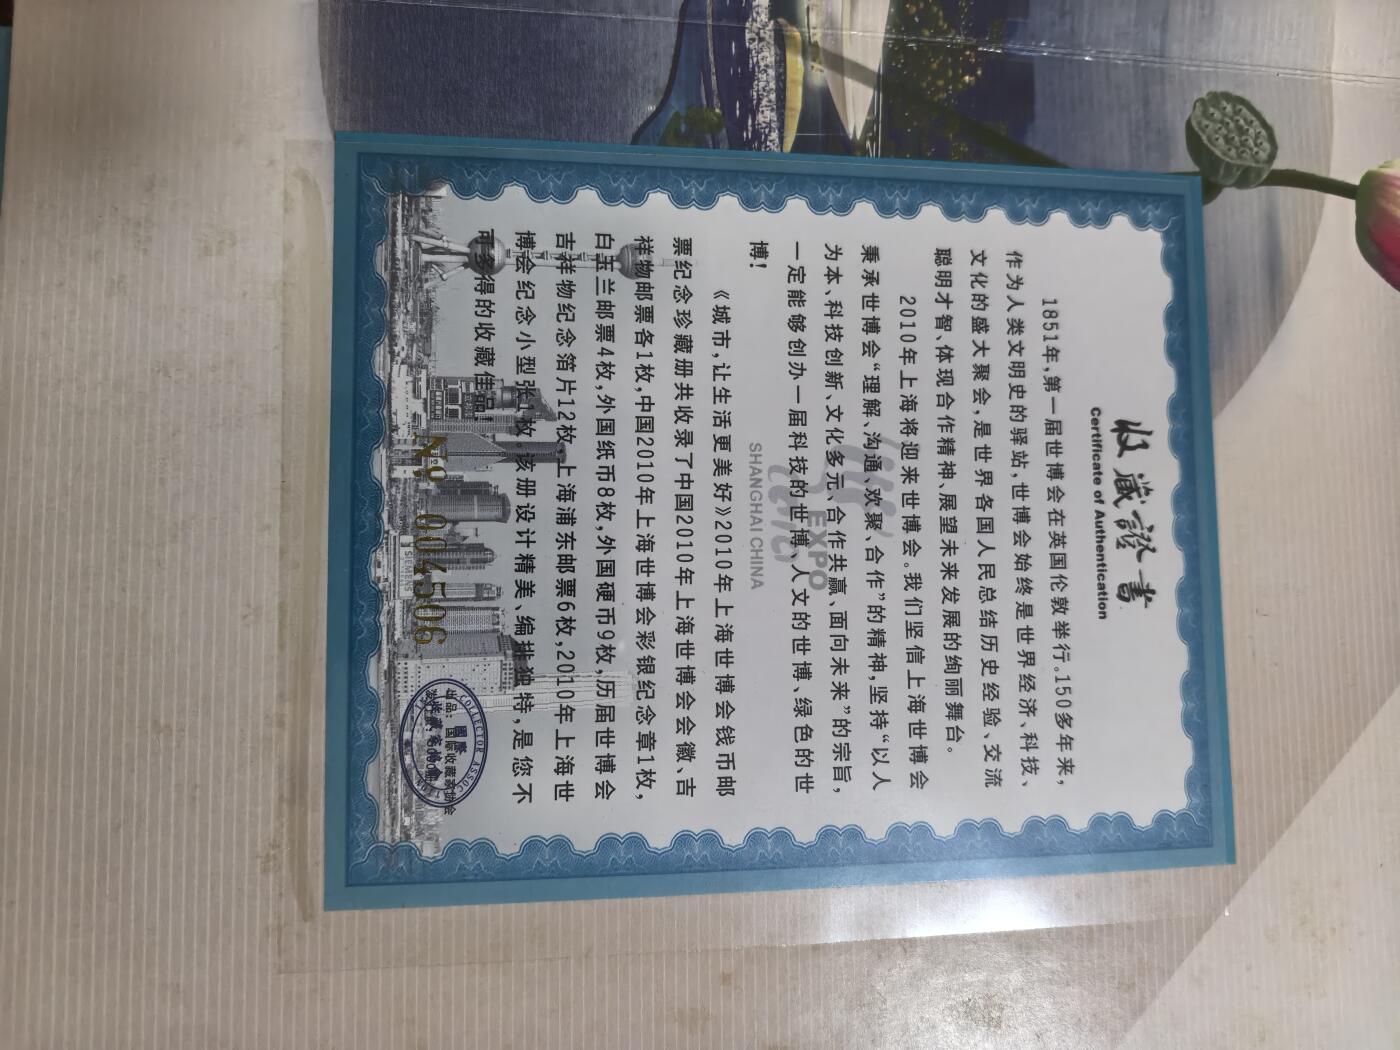 收藏證書
Certificate of Authentication
1851年,第一届世博会在英国伦敦举行。150多年来,
作为人类文明史的驿站,世博会始终是世界经济、科技、
文化的盛大聚会,是世界各国人民总结历史经验、交流
聪明才智、体现合作精神、展望未来发展的绚丽舞台。
2010年上海将迎来世博会。我们坚信上海世博会
秉承世博会“理解、沟通、欢聚、合作”的精神,坚持“以人
为本、科技创新、文化多元、合作共赢、面向未来”的宗旨,
一定能够创办一届科技的世博、人文的世博、绿色的世
博!
EXPO
SHANGHAI CHINA
《城市,让生活更美好》2010年上海世博会钱币邮
票纪念珍藏册共收录了中国2010年上海世博会会徽、吉
祥物邮票各1枚,中国2010年上海世博会彩银纪念章1枚,
白玉兰邮票4枚,外国纸币8枚,外国硬币9枚,历届世博会
吉祥物纪念箔片12枚,上海浦东邮票6枚,2010年上海世
博会纪念小型张1枚。该册设计精美、编排独特,是您不
可多得的收藏佳品。
No 004506
出品:国际收藏家协会